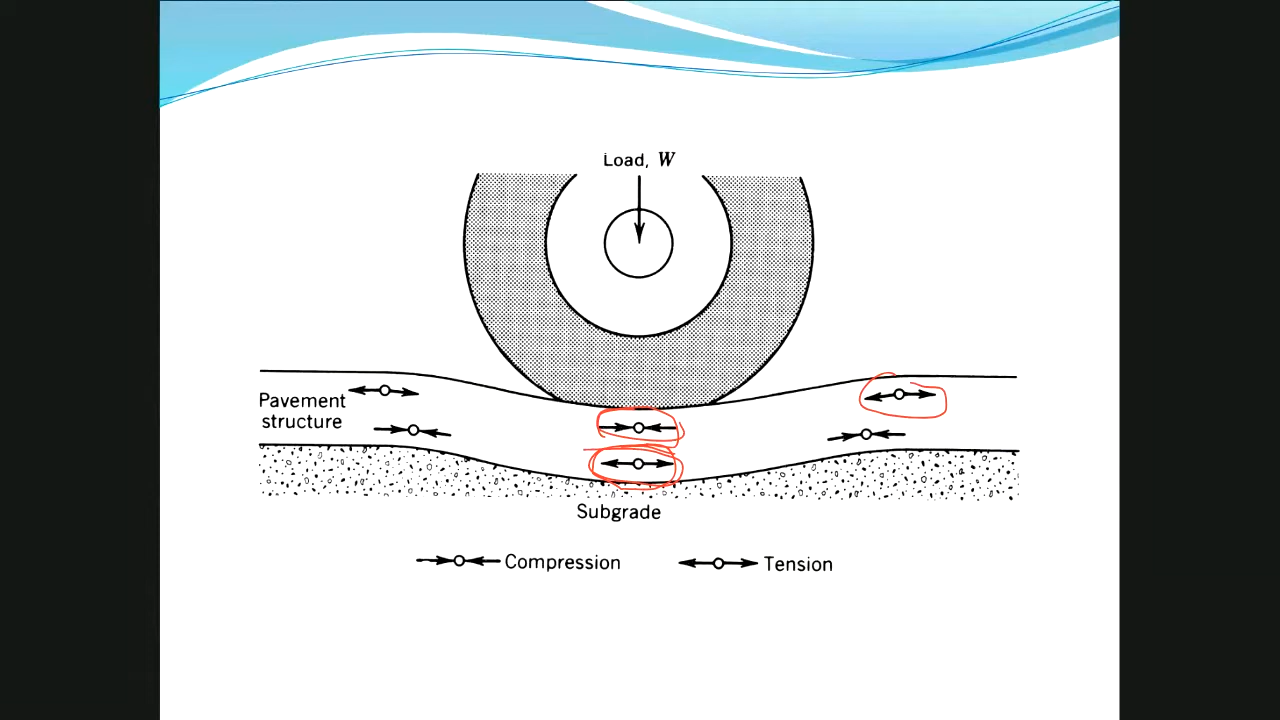 Load, W
Pavement
structure
Subgrade
Compression
Tension